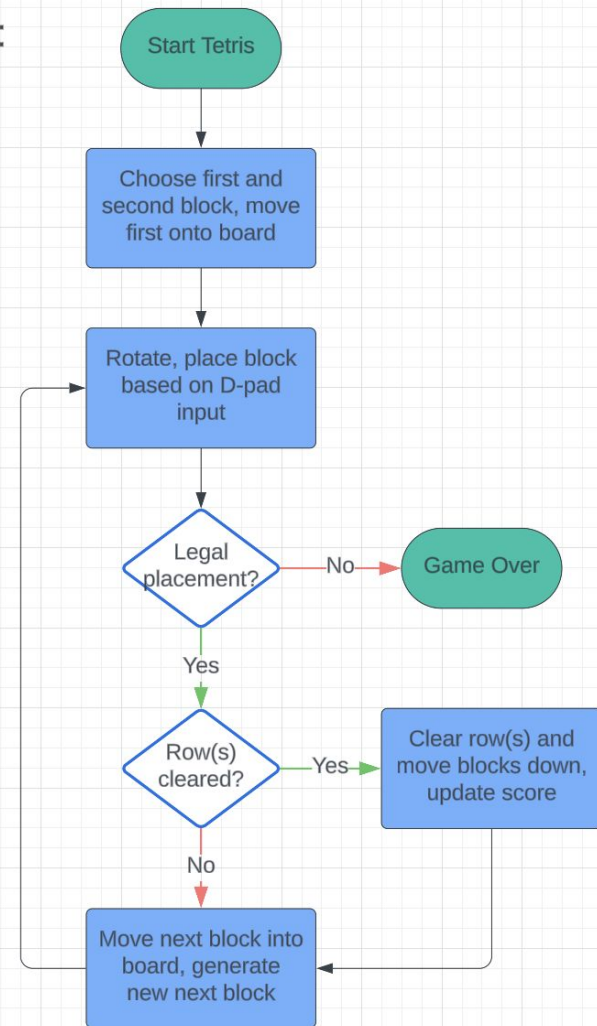 :
Start Tetris
Choose first and
second block, move
first onto board
Rotate, place block
based on D-pad
input
Legal
placement?
No
Game Over
Yes
Row(s)
cleared?
Yes
Clear row(s) and
move blocks down,
update score
No
Move next block into
board, generate
new next block